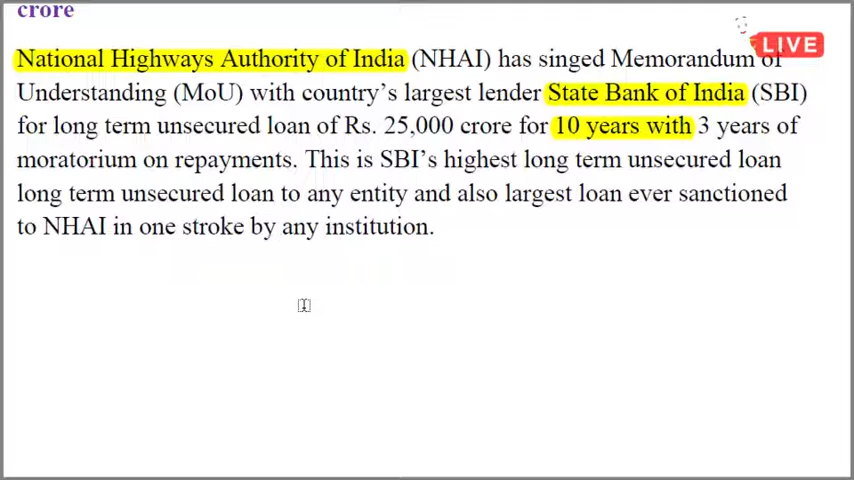 crore
LIVE
National Highways Authority of India (NHAI) has singed Memorandum of
Understanding (MoU) with country’s largest lender State Bank of India (SBI)
for long term unsecured loan of Rs. 25,000 crore for 10 years with 3 years of
moratorium on repayments. This is SBI’s highest long term unsecured loan
long term unsecured loan to any entity and also largest loan ever sanctioned
to NHAI in one stroke by any institution.